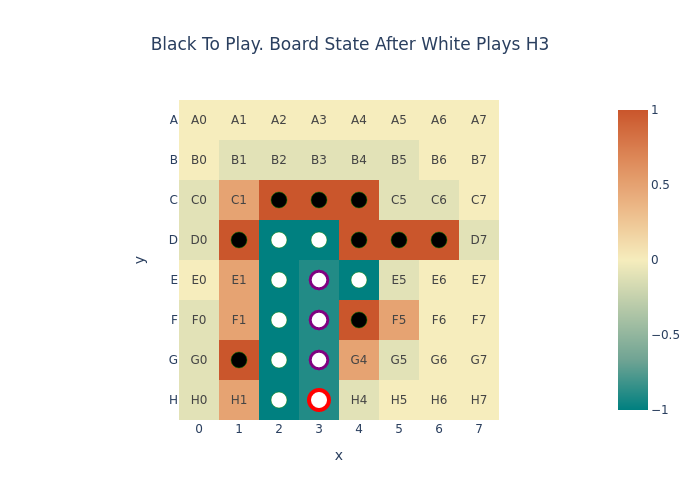 Black To Play. Board State After White Plays H3
A A0 A1 A2 A3 A4 A5 A6 A7
B B0 B1 B2 B3 B4 B5 B6 B7
C C0 C1 C5 C6 C7
D D0 D7
E E0 E1 E5 E6 E7
F F0 F1 F5 F6 F7
G G0 G4 G5 G6 G7
H H0 H1 H4 H5 H6 H7
0 1 2 3 4 5 6 7
x
y
1
0.5
0
−0.5
−1